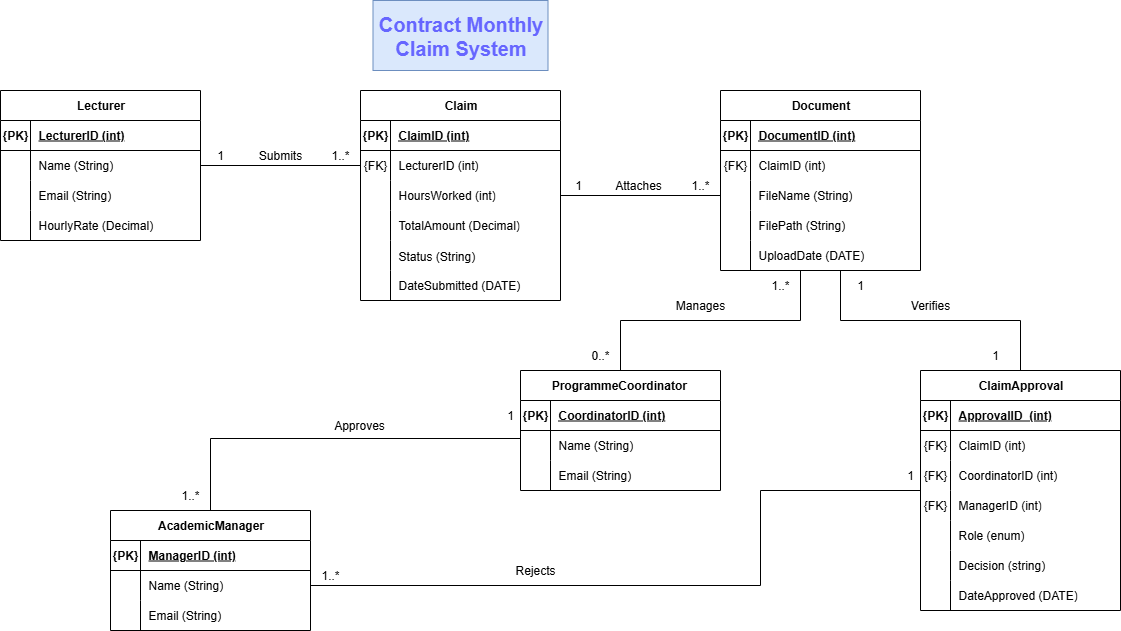 Contract Monthly
Claim System
Lecturer
{PK} LecturerID (int)
Name (String)
Email (String)
HourlyRate (Decimal)
1 Submits 1..*
Claim
{PK} ClaimID (int)
{FK} LecturerID (int)
HoursWorked (int)
TotalAmount (Decimal)
Status (String)
DateSubmitted (DATE)
1 Attaches 1..*
Document
{PK} DocumentID (int)
{FK} ClaimID (int)
FileName (String)
FilePath (String)
UploadDate (DATE)
1..*
Manages
0..*
1
Verifies
1
ProgrammeCoordinator
{PK} CoordinatorID (int)
Name (String)
Email (String)
1
Approves
1..*
ClaimApproval
{PK} ApprovalID  (int)
{FK} ClaimID (int)
{FK} CoordinatorID (int)
{FK} ManagerID (int)
Role (enum)
Decision (string)
DateApproved (DATE)
AcademicManager
{PK} ManagerID (int)
Name (String)
Email (String)
1..* Rejects 1